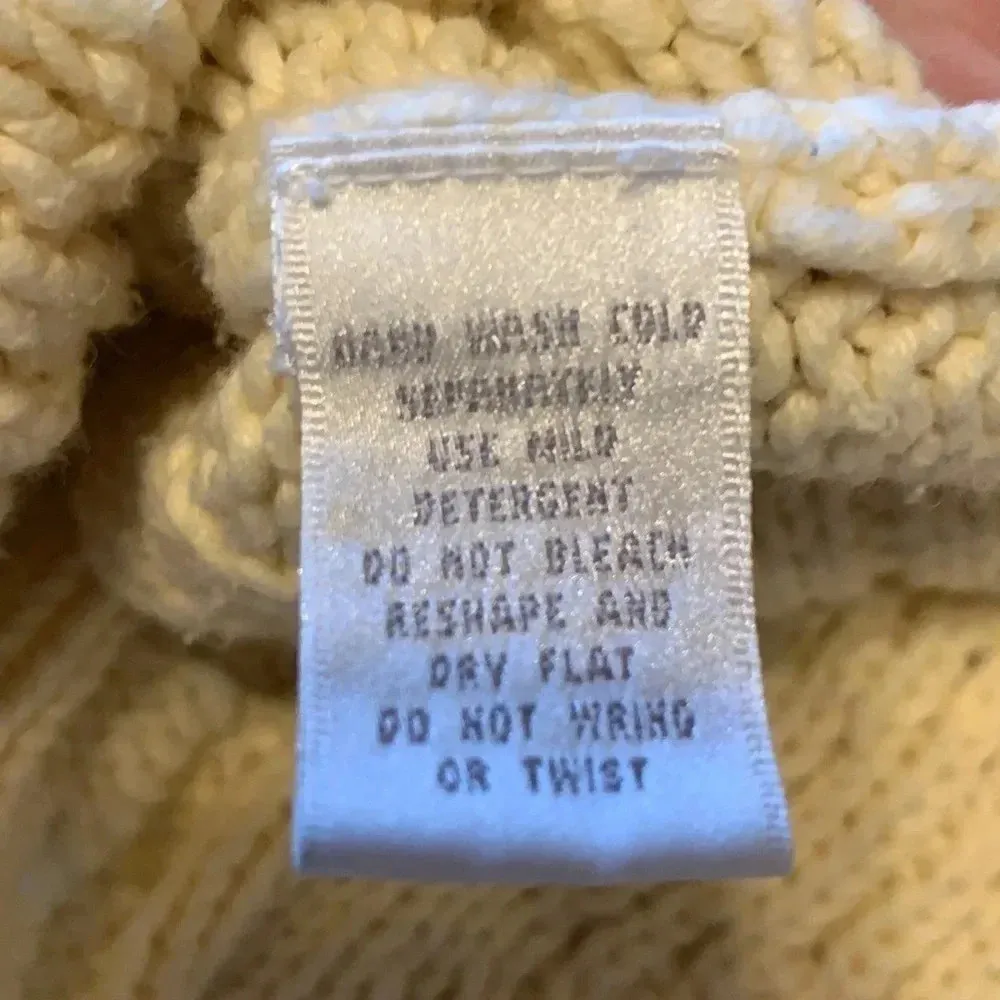 HAND WASH COLD
SEPARATELY
USE MILD
DETERGENT
DO NOT BLEACH
RESHAPE AND
DRY FLAT
DO NOT WRING
OR TWIST